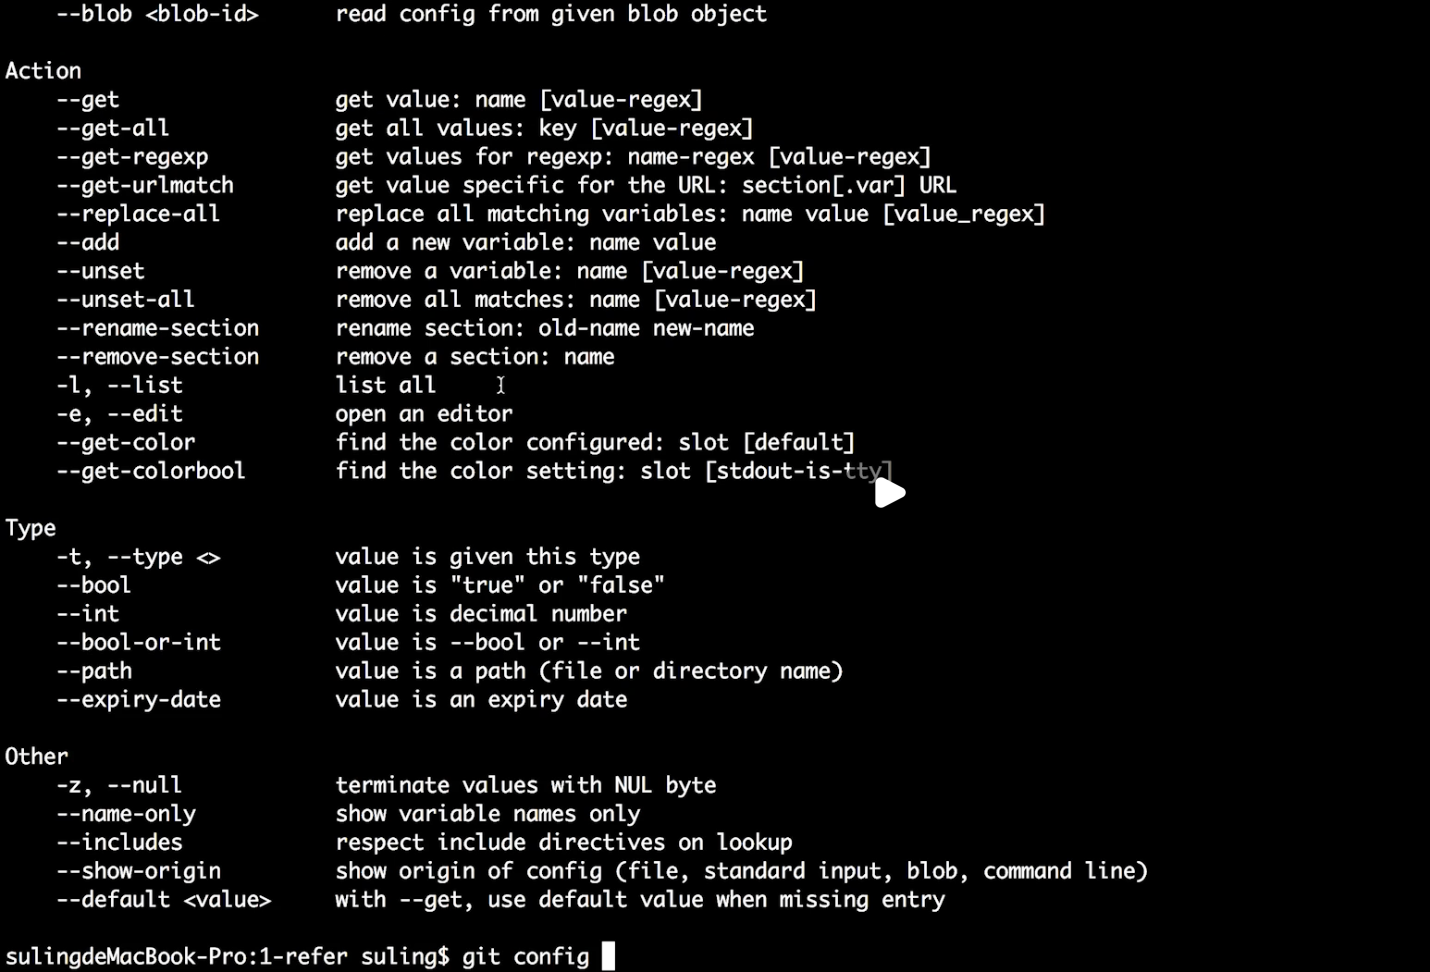 --blob <blob-id> read config from given blob object
Action
--get get value: name [value-regex]
--get-all get all values: key [value-regex]
--get-regexp get values for regexp: name-regex [value-regex]
--get-urlmatch get value specific for the URL: section[.var] URL
--replace-all replace all matching variables: name value [value_regex]
--add add a new variable: name value
--unset remove a variable: name [value-regex]
--unset-all remove all matches: name [value-regex]
--rename-section rename section: old-name new-name
--remove-section remove a section: name
-l, --list list all
-e, --edit open an editor
--get-color find the color configured: slot [default]
--get-colorbool find the color setting: slot [stdout-is-tty]
Type
-t, --type <> value is given this type
--bool value is "true" or "false"
--int value is decimal number
--bool-or-int value is --bool or --int
--path value is a path (file or directory name)
--expiry-date value is an expiry date
Other
-z, --null terminate values with NUL byte
--name-only show variable names only
--includes respect include directives on lookup
--show-origin show origin of config (file, standard input, blob, command line)
--default <value> with --get, use default value when missing entry
sulingdeMacBook-Pro:1-refer suling$ git config